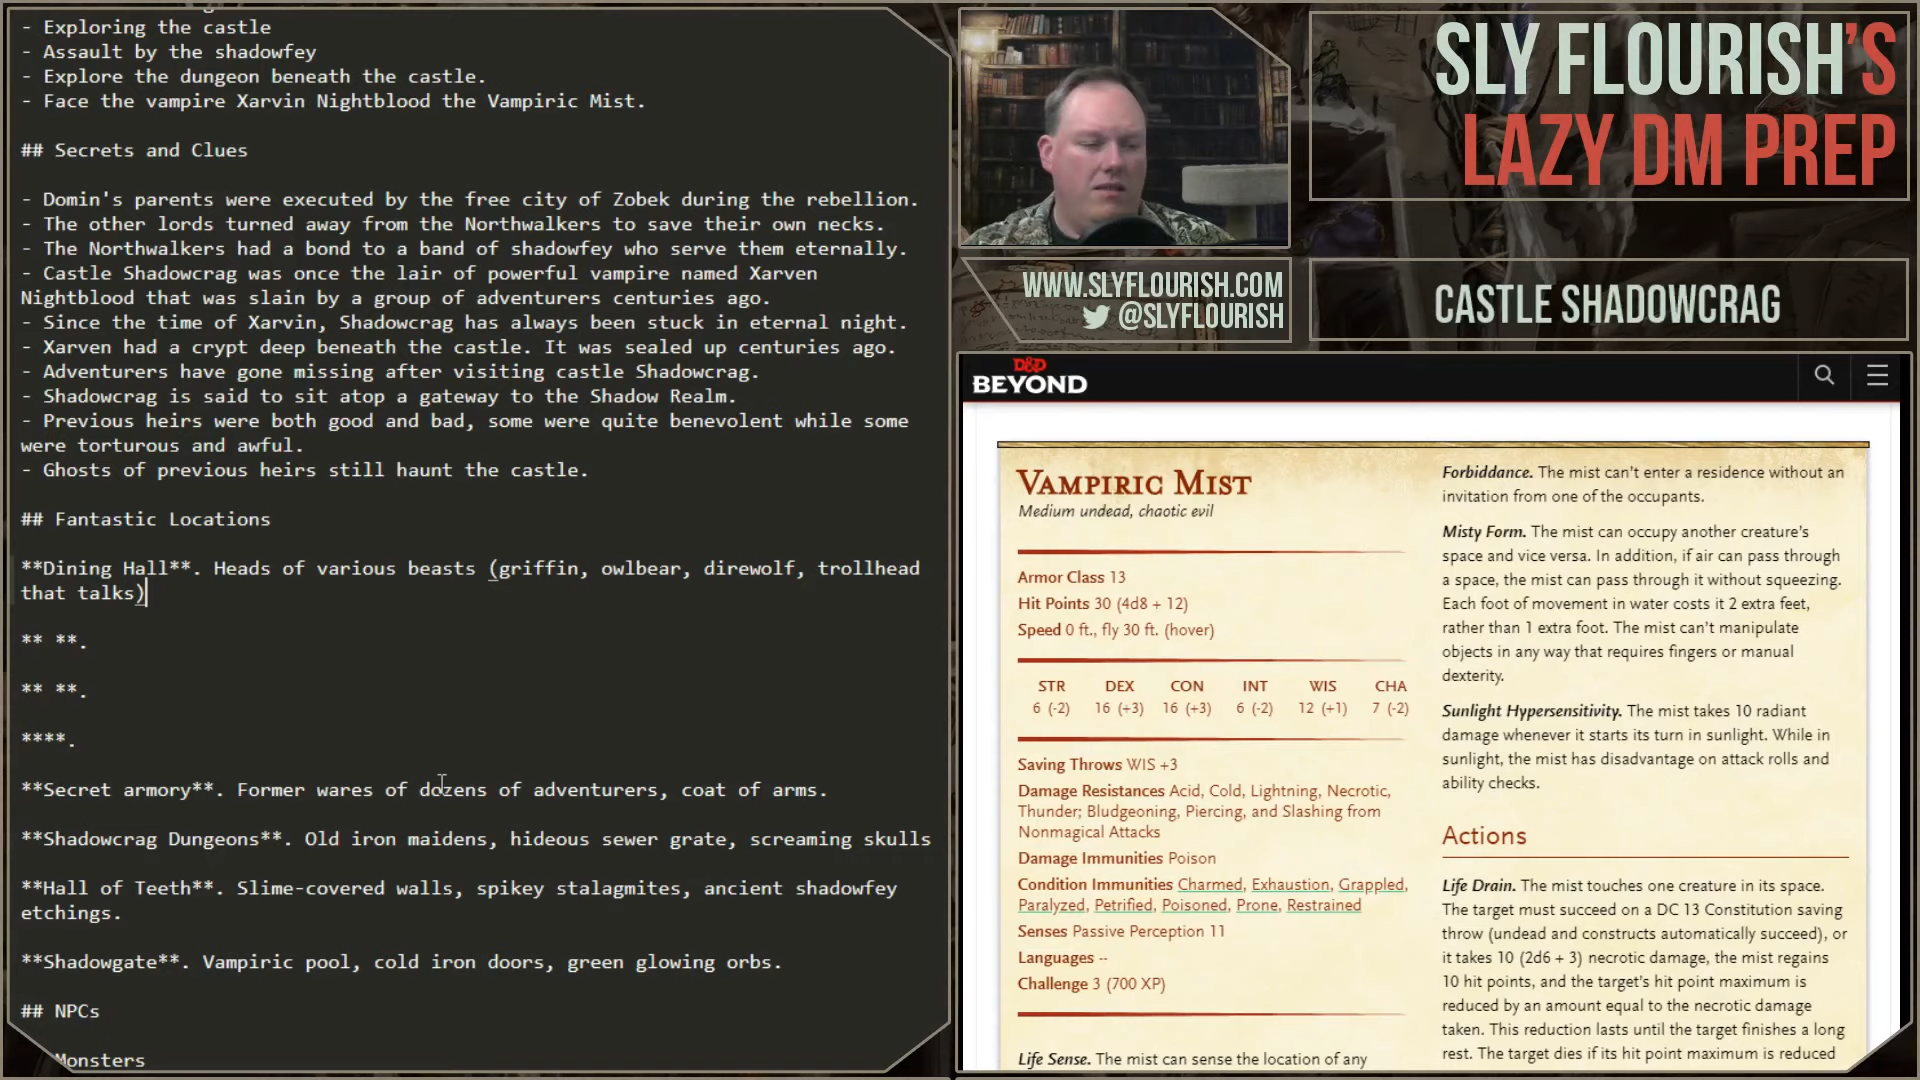 - Exploring the castle
- Assault by the shadowfey
- Explore the dungeon beneath the castle.
- Face the vampire Xarvin Nightblood the Vampiric Mist.
## Secrets and Clues
- Domin's parents were executed by the free city of Zobek during the rebellion.
- The other lords turned away from the Northwalkers to save their own necks.
- The Northwalkers had a bond to a band of shadowfey who serve them eternally.
- Castle Shadowcrag was once the lair of powerful vampire named Xarven
Nightblood that was slain by a group of adventurers centuries ago.
- Since the time of Xarvin, Shadowcrag has always been stuck in eternal night.
- Xarven had a crypt deep beneath the castle. It was sealed up centuries ago.
- Adventurers have gone missing after visiting castle Shadowcrag.
- Shadowcrag is said to sit atop a gateway to the Shadow Realm.
- Previous heirs were both good and bad, some were quite benevolent while some
were torturous and awful.
- Ghosts of previous heirs still haunt the castle.
## Fantastic Locations
**Dining Hall**. Heads of various beasts (griffin, owlbear, direwolf, trollhead
that talks)
** **.
** **.
****.
**Secret armory**. Former wares of dozens of adventurers, coat of arms.
**Shadowcrag Dungeons**. Old iron maidens, hideous sewer grate, screaming skulls
**Hall of Teeth**. Slime-covered walls, spikey stalagmites, ancient shadowfey
etchings.
**Shadowgate**. Vampiric pool, cold iron doors, green glowing orbs.
## NPCs
Monsters
SLY FLOURISH'S
LAZY DM PREP
WWW.SLYFLOURISH.COM
@SLYFLOURISH
CASTLE SHADOWCRAG
D&D
BEYOND
VAMPIRIC MIST
Medium undead, chaotic evil
Armor Class 13
Hit Points 30 (4d8 + 12)
Speed 0 ft., fly 30 ft. (hover)
STR DEX CON INT WIS CHA
6 (-2) 16 (+3) 16 (+3) 6 (-2) 12 (+1) 7 (-2)
Saving Throws WIS +3
Damage Resistances Acid, Cold, Lightning, Necrotic,
Thunder; Bludgeoning, Piercing, and Slashing from
Nonmagical Attacks
Damage Immunities Poison
Condition Immunities Charmed, Exhaustion, Grappled,
Paralyzed, Petrified, Poisoned, Prone, Restrained
Senses Passive Perception 11
Languages --
Challenge 3 (700 XP)
Life Sense. The mist can sense the location of any
Forbiddance. The mist can't enter a residence without an
invitation from one of the occupants.
Misty Form. The mist can occupy another creature's
space and vice versa. In addition, if air can pass through
a space, the mist can pass through it without squeezing.
Each foot of movement in water costs it 2 extra feet,
rather than 1 extra foot. The mist can't manipulate
objects in any way that requires fingers or manual
dexterity.
Sunlight Hypersensitivity. The mist takes 10 radiant
damage whenever it starts its turn in sunlight. While in
sunlight, the mist has disadvantage on attack rolls and
ability checks.
Actions
Life Drain. The mist touches one creature in its space.
The target must succeed on a DC 13 Constitution saving
throw (undead and constructs automatically succeed), or
it takes 10 (2d6 + 3) necrotic damage, the mist regains
10 hit points, and the target's hit point maximum is
reduced by an amount equal to the necrotic damage
taken. This reduction lasts until the target finishes a long
rest. The target dies if its hit point maximum is reduced